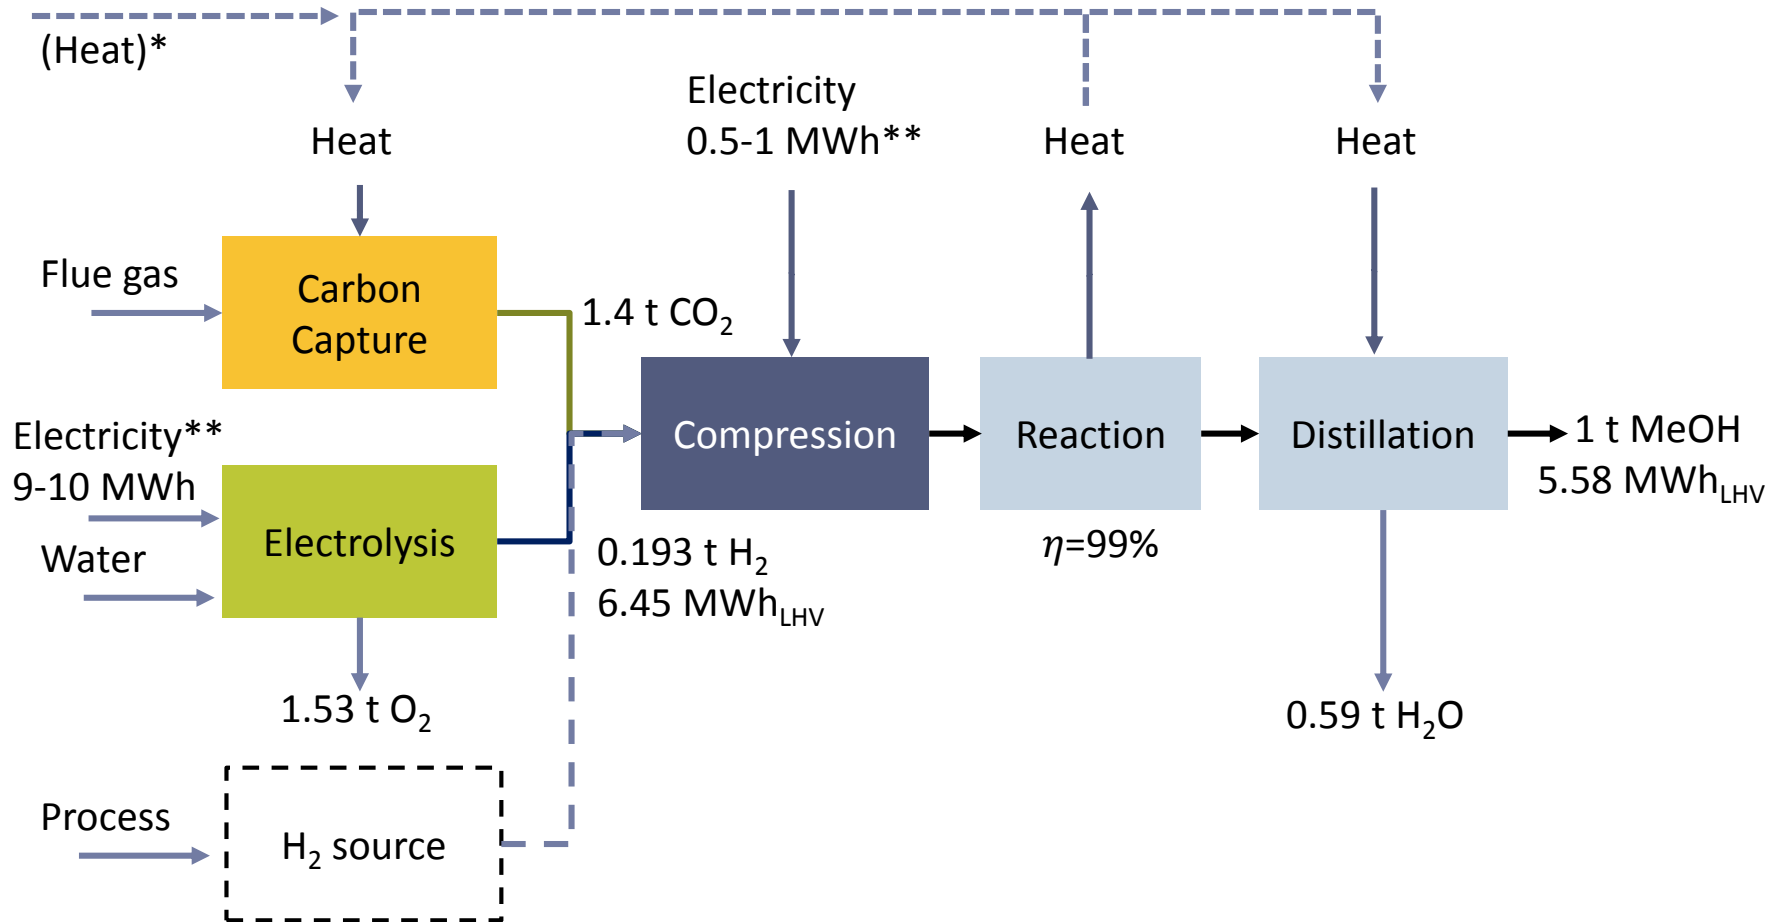 (Heat)*
Heat
Electricity
0.5-1 MWh**
Heat
Heat
Flue gas
Carbon
Capture
1.4 t CO₂
Electricity**
9-10 MWh
Water
Electrolysis
Compression
Reaction
Distillation
1 t MeOH
5.58 MWh_LHV
0.193 t H₂
6.45 MWh_LHV
η=99%
1.53 t O₂
0.59 t H₂O
Process
H₂ source